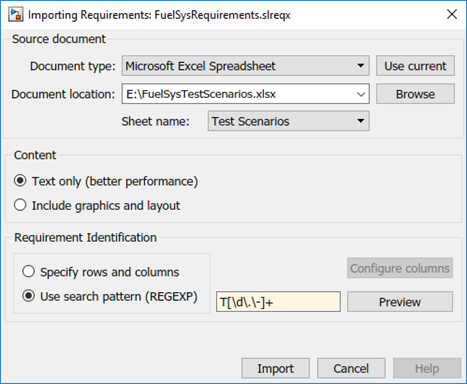 Importing Requirements: FuelSysRequirements.slreqx
Source document
Document type: Microsoft Excel Spreadsheet Use current
Document location: E:\FuelSysTestScenarios.xlsx Browse
Sheet name: Test Scenarios
Content
Text only (better performance)
Include graphics and layout
Requirement Identification
Specify rows and columns Configure columns
Use search pattern (REGEXP) T[\d\.\-]+ Preview
Import Cancel Help